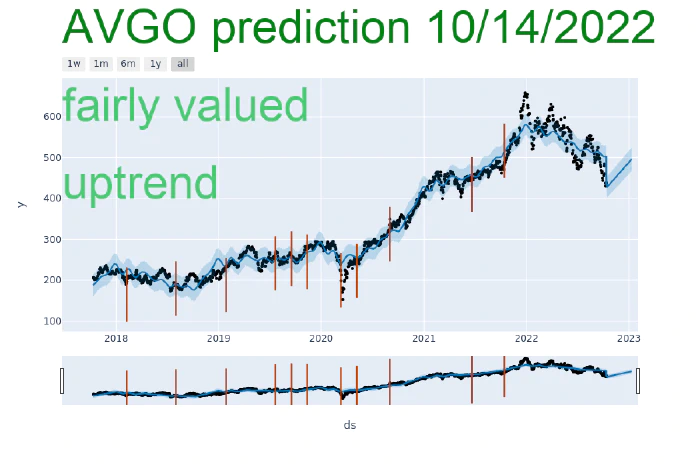 AVGO prediction 10/14/2022
1w 1m 6m 1y all
fairly valued
600
500
uptrend
400
y
300
200
100
2018 2019 2020 2021 2022 2023
ds